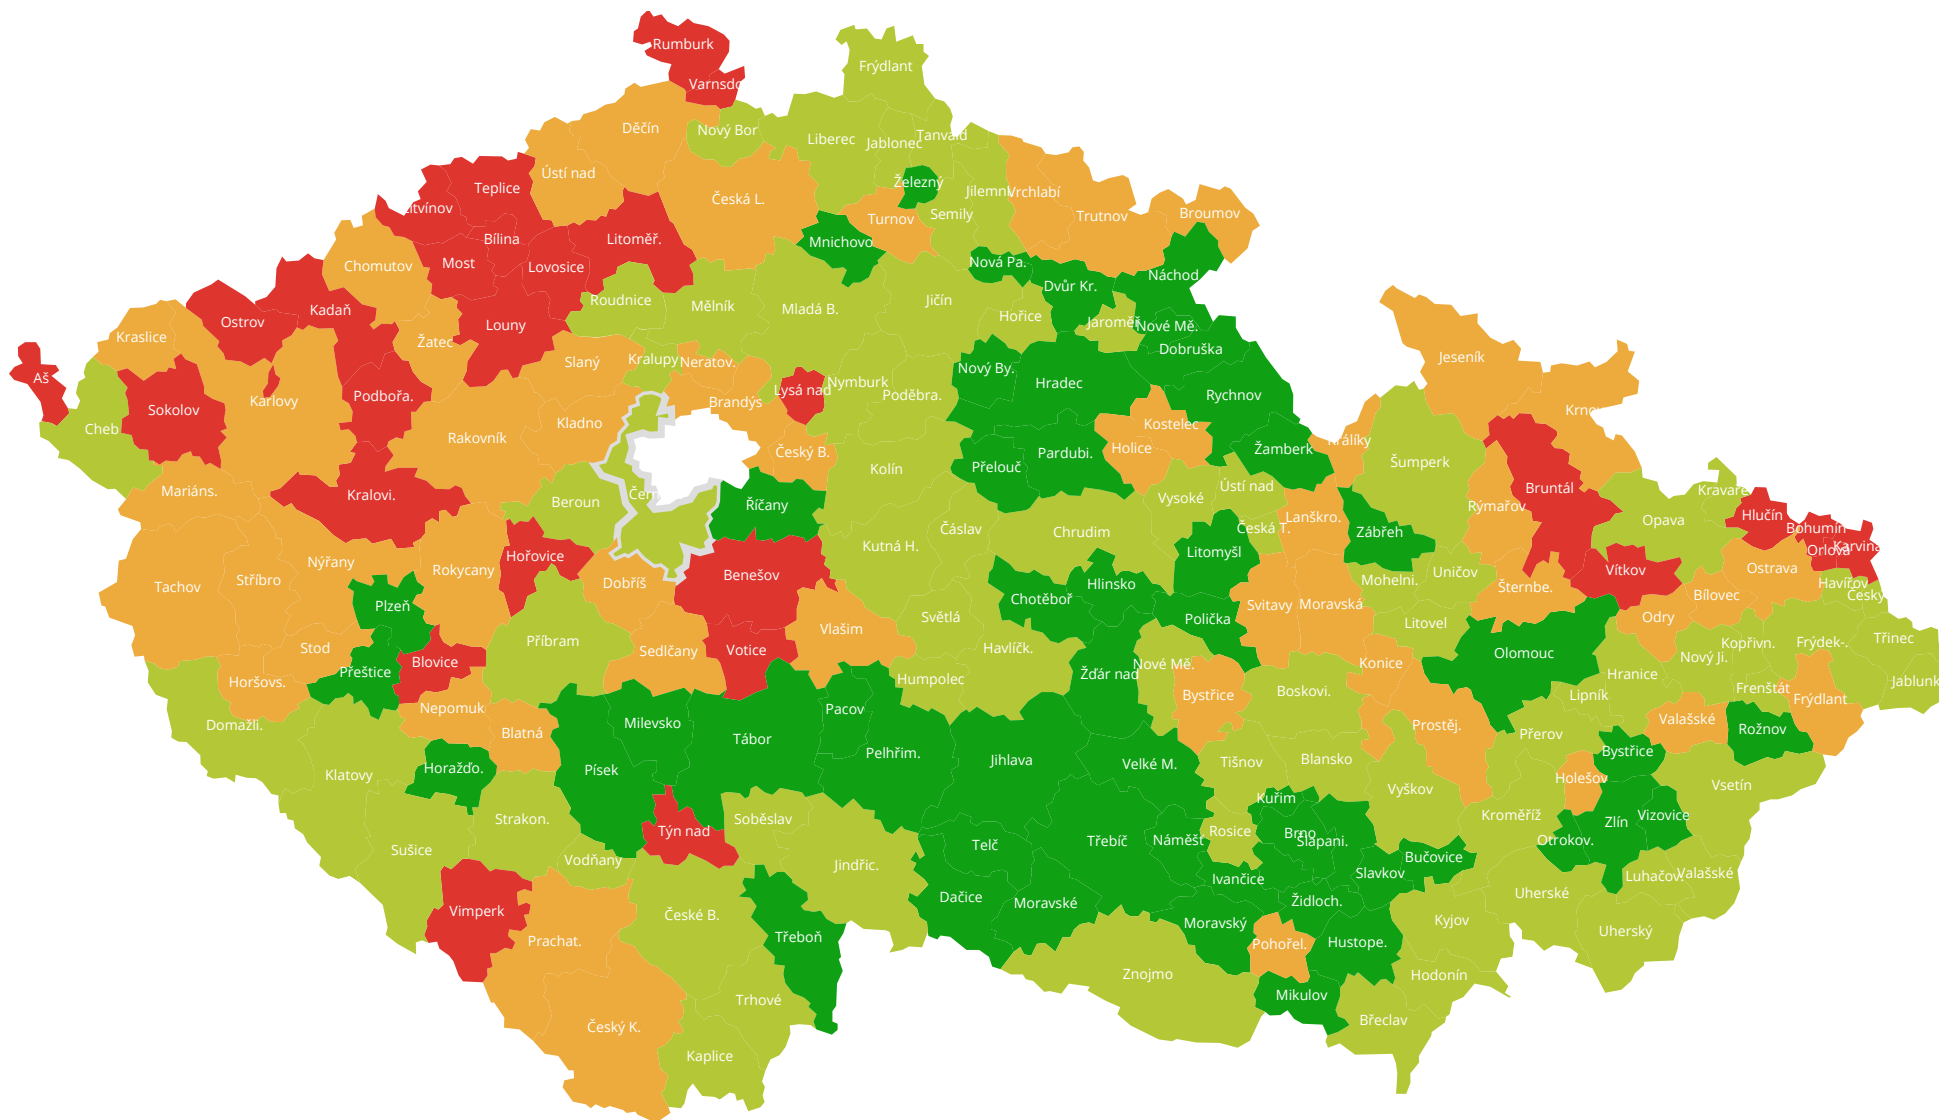 Rumburk
Frýdlant
Varnsdo
Děčín
Nový Bor
Liberec
Jablonec
Tanvald
Ústí nad
Teplice
Železný
Jilemni
Vrchlabí
Česká L.
Litvínov
Turnov
Semily
Trutnov
Broumov
Bílina
Litoměř.
Mnichovo
Chomutov
Most
Lovosice
Nová Pa.
Náchod
Roudnice
Mělník
Mladá B.
Jičín
Dvůr Kr.
Kadaň
Ostrov
Louny
Hořice
Jaroměř
Nové Mě.
Kraslice
Žatec
Dobruška
Slaný
Kralupy
Neratov.
Jeseník
Aš
Nový By.
Hradec
Podbořa.
Lysá nad
Nymburk
Poděbra.
Rychnov
Sokolov
Karlovy
Brandýs
Krnov
Cheb
Rakovník
Kladno
Kostelec
Králíky
Český B.
Holice
Pardubi.
Žamberk
Přelouč
Kolín
Šumperk
Mariáns.
Kralovi.
Beroun
Říčany
Vysoké
Ústí nad
Bruntál
Rýmařov
Kravaře
Opava
Hlučín
Lanškro.
Čáslav
Chrudim
Česká T.
Zábřeh
Bohumín
Kutná H.
Litomyšl
Orlová
Karviná
Hořovice
Nýřany
Rokycany
Dobříš
Benešov
Tachov
Stříbro
Mohelni.
Uničov
Vítkov
Ostrava
Šternbe.
Havířov
Český
Bílovec
Plzeň
Chotěboř
Hlinsko
Svitavy
Moravská
Světlá
Polička
Litovel
Odry
Vlašim
Příbram
Třinec
Kopřivn.
Frýdek-.
Stod
Sedlčany
Votice
Havlíčk.
Olomouc
Nový Ji.
Blovice
Přeštice
Nové Mě.
Konice
Žďár nad
Hranice
Horšovs.
Humpolec
Boskovi.
Jablunk
Frenštát
Bystřice
Lipník
Frýdlant
Nepomuk
Pacov
Domažli.
Milevsko
Blatná
Valašské
Prostěj.
Rožnov
Tábor
Přerov
Bystřice
Pelhřim.
Jihlava
Velké M.
Tišnov
Blansko
Horažďo.
Písek
Klatovy
Holešov
Vsetín
Vyškov
Kuřim
Strakon.
Soběslav
Kroměříž
Vizovice
Týn nad
Zlín
Rosice
Brno
Šlapani.
Třebíč
Náměšť
Otrokov.
Telč
Sušice
Vodňany
Jindřic.
Bučovice
Slavkov
Luhačov.
Valašské
Ivančice
Uherské
Dačice
Židloch.
Moravské
Vimperk
České B.
Kyjov
Moravský
Uherský
Třeboň
Prachat.
Hustope.
Pohořel.
Znojmo
Hodonín
Mikulov
Trhové
Břeclav
Český K.
Kaplice